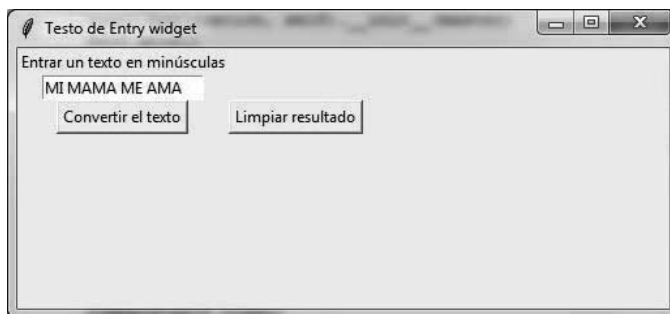 Testo de Entry widget
Entrar un texto en minúsculas
MI MAMA ME AMA
Convertir el texto Limpiar resultado